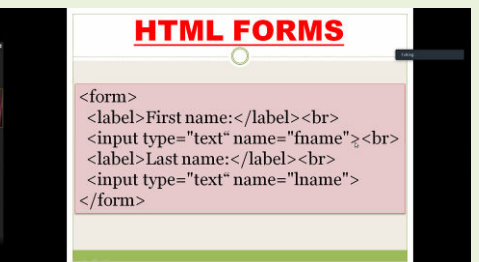 HTML FORMS
<form>
<label>First name:</label><br>
<input type="text“ name="fname"><br>
<label>Last name:</label><br>
<input type="text“ name="lname">
</form>